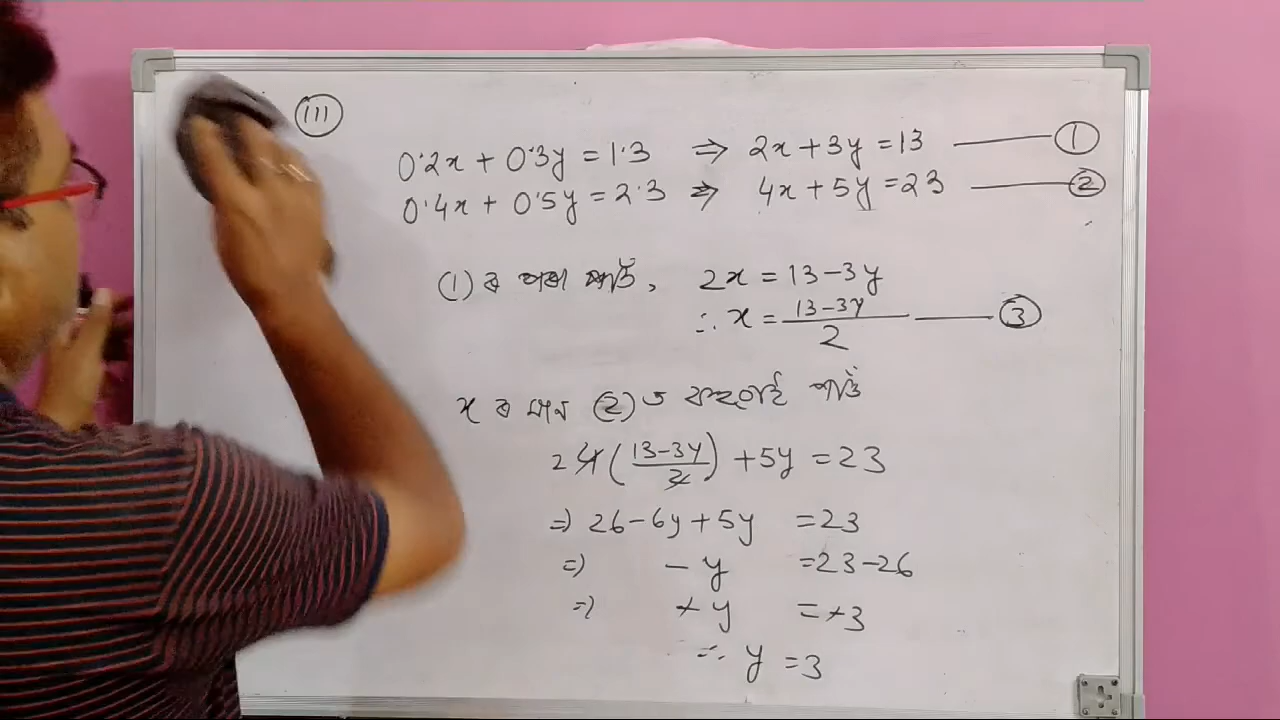 (iii)
0.2x + 0.3y = 1.3 ⇒ 2x + 3y = 13 —— ①
0.4x + 0.5y = 2.3 ⇒ 4x + 5y = 23 —— ②
(1) ৰ পৰা পাওঁ, 2x = 13 - 3y
∴ x = (13-3y)/2 —— ③
x ৰ মান (2) ত বহুৱাই পাওঁ
2 4((13-3y)/2) + 5y = 23
⇒ 26 - 6y + 5y = 23
⇒ - y = 23 - 26
⇒ + y = +3
∴ y = 3